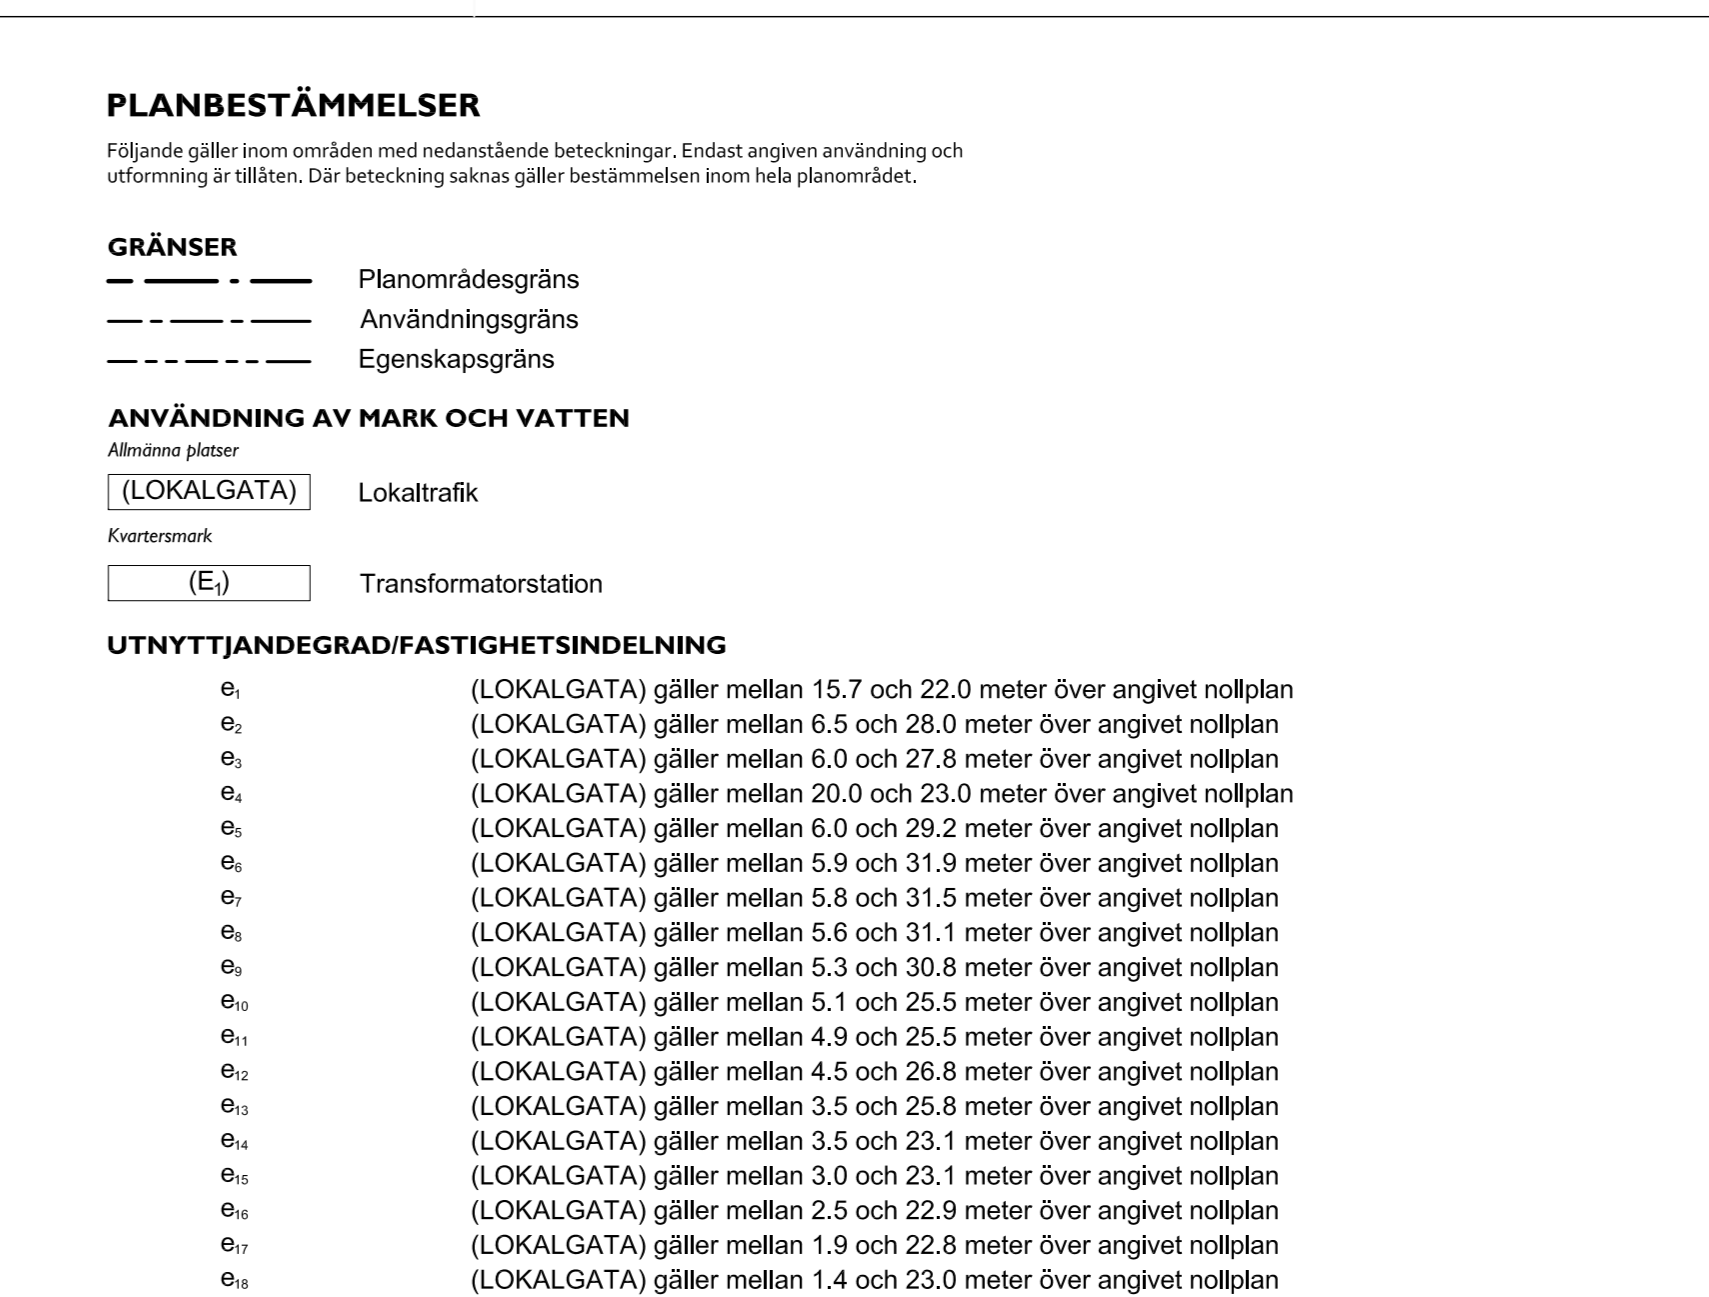 PLANBESTÄMMELSER
Följande gäller inom områden med nedanstående beteckningar. Endast angiven användning och
utformning är tillåten. Där beteckning saknas gäller bestämmelsen inom hela planområdet.
GRÄNSER
Planområdesgräns
Användningsgräns
Egenskapsgräns
ANVÄNDNING AV MARK OCH VATTEN
Allmänna platser
(LOKALGATA) Lokaltrafik
Kvartersmark
(E₁) Transformatorstation
UTNYTTJANDEGRAD/FASTIGHETSINDELNING
e₁ (LOKALGATA) gäller mellan 15.7 och 22.0 meter över angivet nollplan
e₂ (LOKALGATA) gäller mellan 6.5 och 28.0 meter över angivet nollplan
e₃ (LOKALGATA) gäller mellan 6.0 och 27.8 meter över angivet nollplan
e₄ (LOKALGATA) gäller mellan 20.0 och 23.0 meter över angivet nollplan
e₅ (LOKALGATA) gäller mellan 6.0 och 29.2 meter över angivet nollplan
e₆ (LOKALGATA) gäller mellan 5.9 och 31.9 meter över angivet nollplan
e₇ (LOKALGATA) gäller mellan 5.8 och 31.5 meter över angivet nollplan
e₈ (LOKALGATA) gäller mellan 5.6 och 31.1 meter över angivet nollplan
e₉ (LOKALGATA) gäller mellan 5.3 och 30.8 meter över angivet nollplan
e₁₀ (LOKALGATA) gäller mellan 5.1 och 25.5 meter över angivet nollplan
e₁₁ (LOKALGATA) gäller mellan 4.9 och 25.5 meter över angivet nollplan
e₁₂ (LOKALGATA) gäller mellan 4.5 och 26.8 meter över angivet nollplan
e₁₃ (LOKALGATA) gäller mellan 3.5 och 25.8 meter över angivet nollplan
e₁₄ (LOKALGATA) gäller mellan 3.5 och 23.1 meter över angivet nollplan
e₁₅ (LOKALGATA) gäller mellan 3.0 och 23.1 meter över angivet nollplan
e₁₆ (LOKALGATA) gäller mellan 2.5 och 22.9 meter över angivet nollplan
e₁₇ (LOKALGATA) gäller mellan 1.9 och 22.8 meter över angivet nollplan
e₁₈ (LOKALGATA) gäller mellan 1.4 och 23.0 meter över angivet nollplan